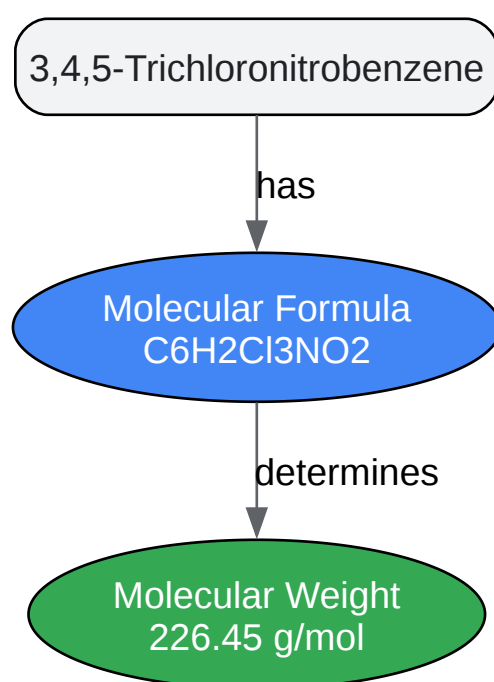 3,4,5-Trichloronitrobenzene
has
Molecular Formula
C6H2Cl3NO2
determines
Molecular Weight
226.45 g/mol